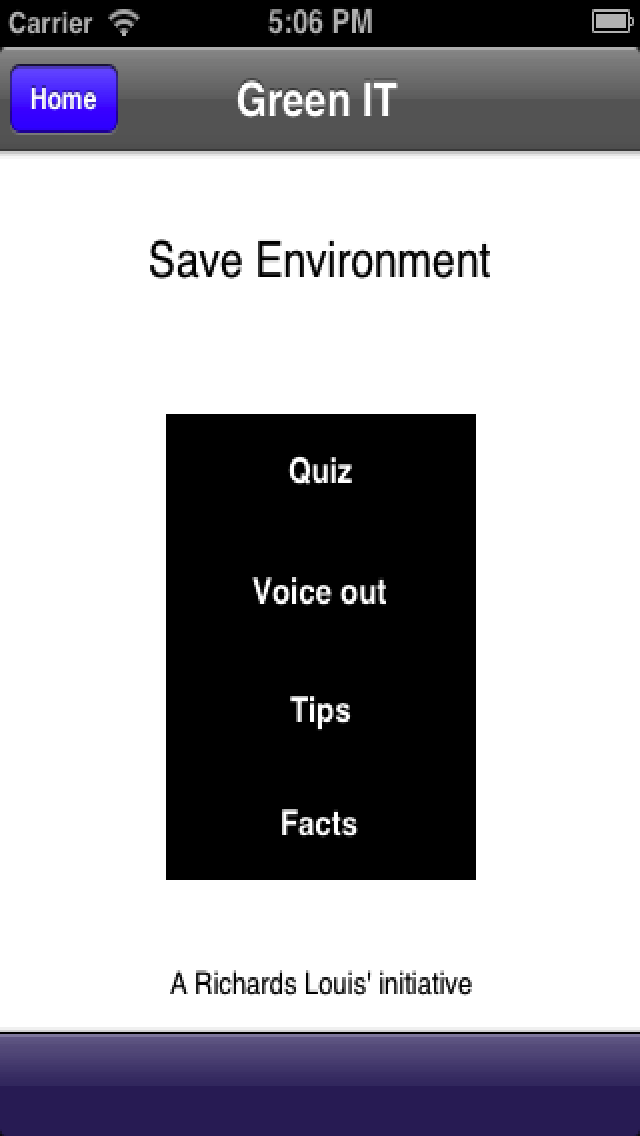 Carrier 5:06 PM
Home Green IT
Save Environment
Quiz
Voice out
Tips
Facts
A Richards Louis' initiative